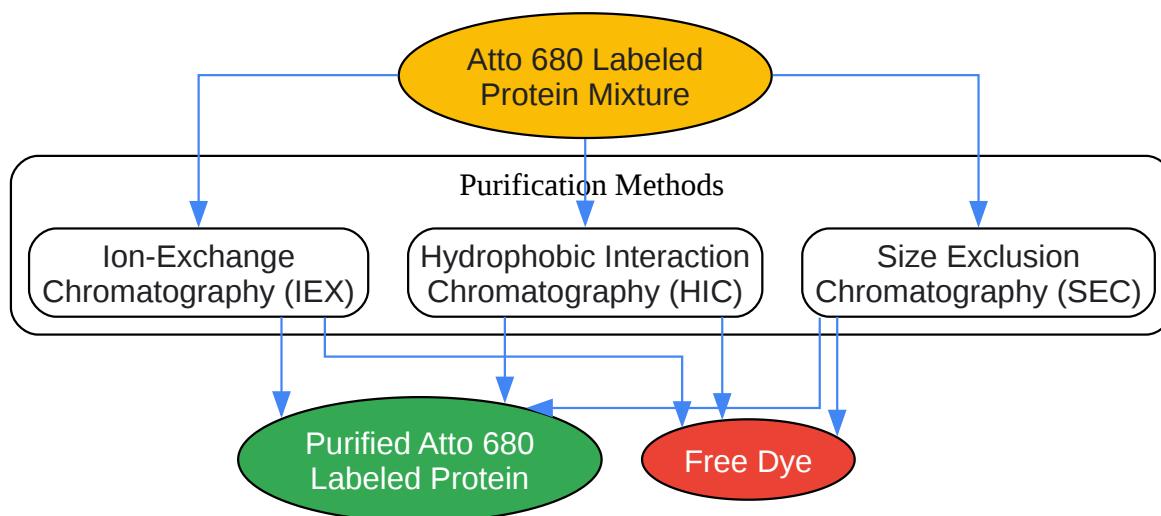 Atto 680 Labeled
Protein Mixture
Purification Methods
Ion-Exchange
Chromatography (IEX)
Hydrophobic Interaction
Chromatography (HIC)
Size Exclusion
Chromatography (SEC)
Purified Atto 680
Labeled Protein
Free Dye